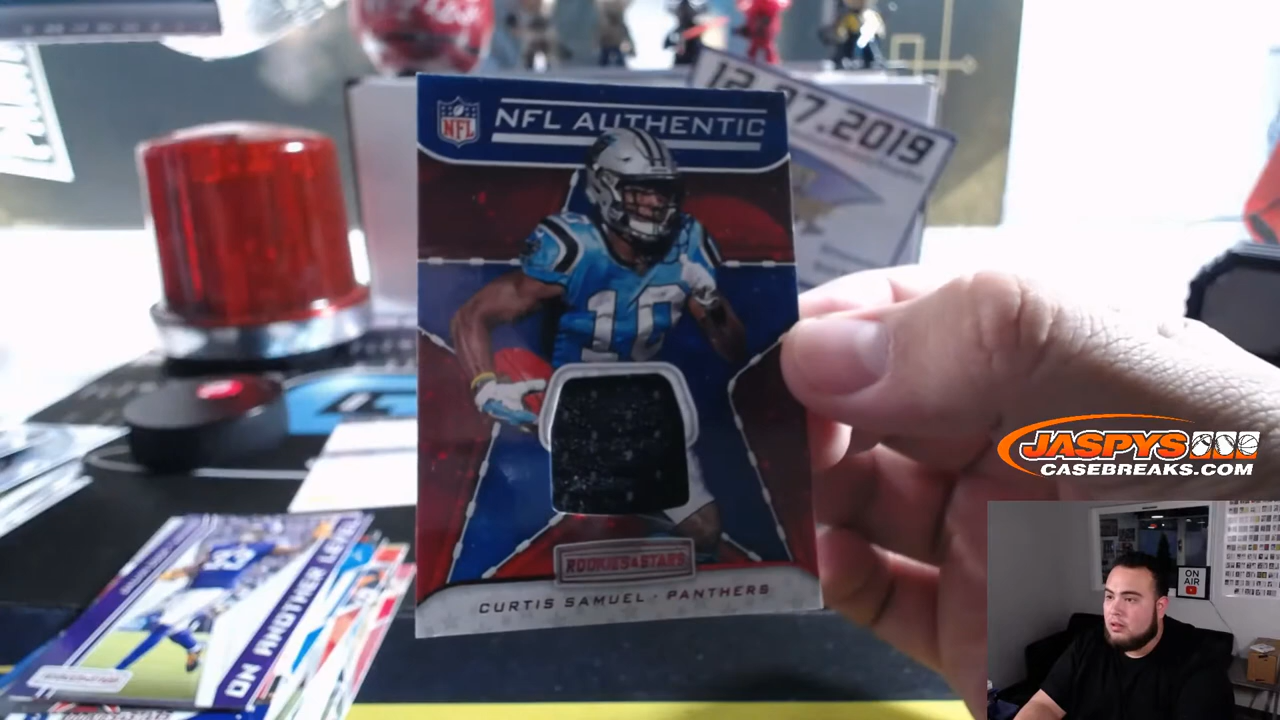 12.07.2019
NFL
NFL AUTHENTIC
10
ROOKIES & STARS
CURTIS SAMUEL · PANTHERS
ON ANOTHER LEVEL
JASPYS
CASEBREAKS.COM
ON
AIR